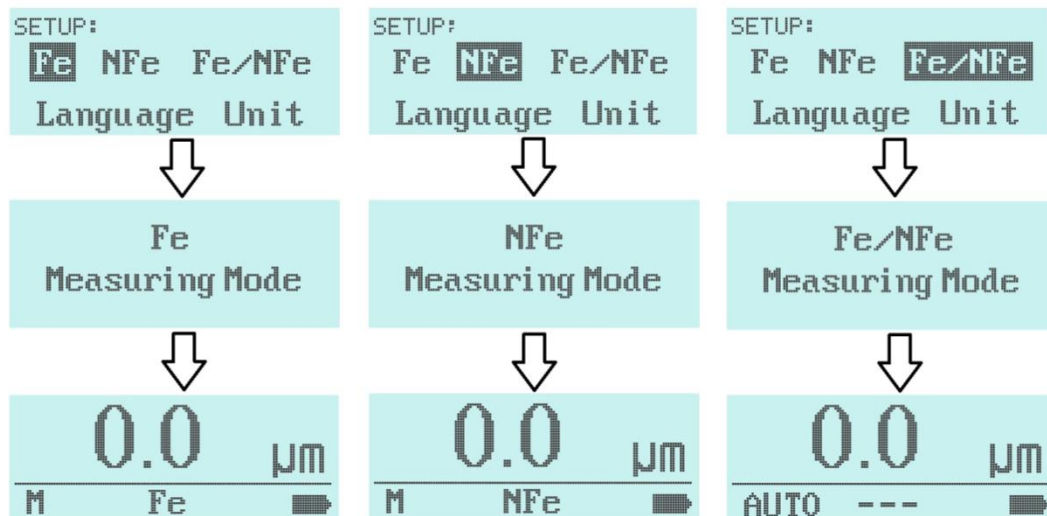 SETUP:
Fe NFe Fe/NFe
Language Unit
Fe
Measuring Mode
0.0 µm
M Fe
SETUP:
Fe NFe Fe/NFe
Language Unit
NFe
Measuring Mode
0.0 µm
M NFe
SETUP:
Fe NFe Fe/NFe
Language Unit
Fe/NFe
Measuring Mode
0.0 µm
AUTO ---